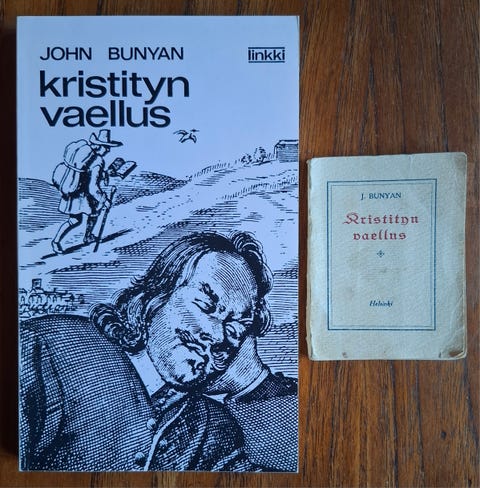 JOHN BUNYAN
linkki
kristityn
vaellus
J. BUNYAN
Kristityn
vaellus
Helsinki